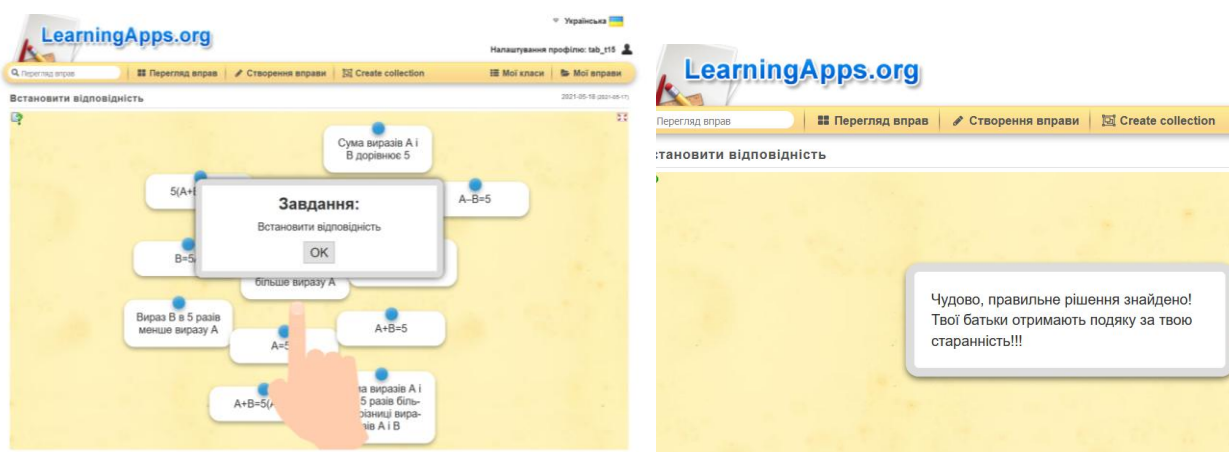 Українська
LearningApps.org
Налаштування профілю: tab_t15
Перегляд вправ
Перегляд вправ
Створення вправи
Create collection
Мої класи
Мої вправи
Встановити відповідність
2021-05-18
Сума виразів А і
В дорівнює 5
5(A+
A–B=5
Завдання:
Встановити відповідність
OK
B=5
більше виразу А
Вираз В в 5 разів
менше виразу А
A=5
A+B=5
A+B=5(
виразів А і
5 разів біль-
різниці вира-
ів А і В
LearningApps.org
Перегляд вправ
Перегляд вправ
Створення вправи
Create collection
тановити відповідність
Чудово, правильне рішення знайдено!
Твої батьки отримають подяку за твою
старанність!!!